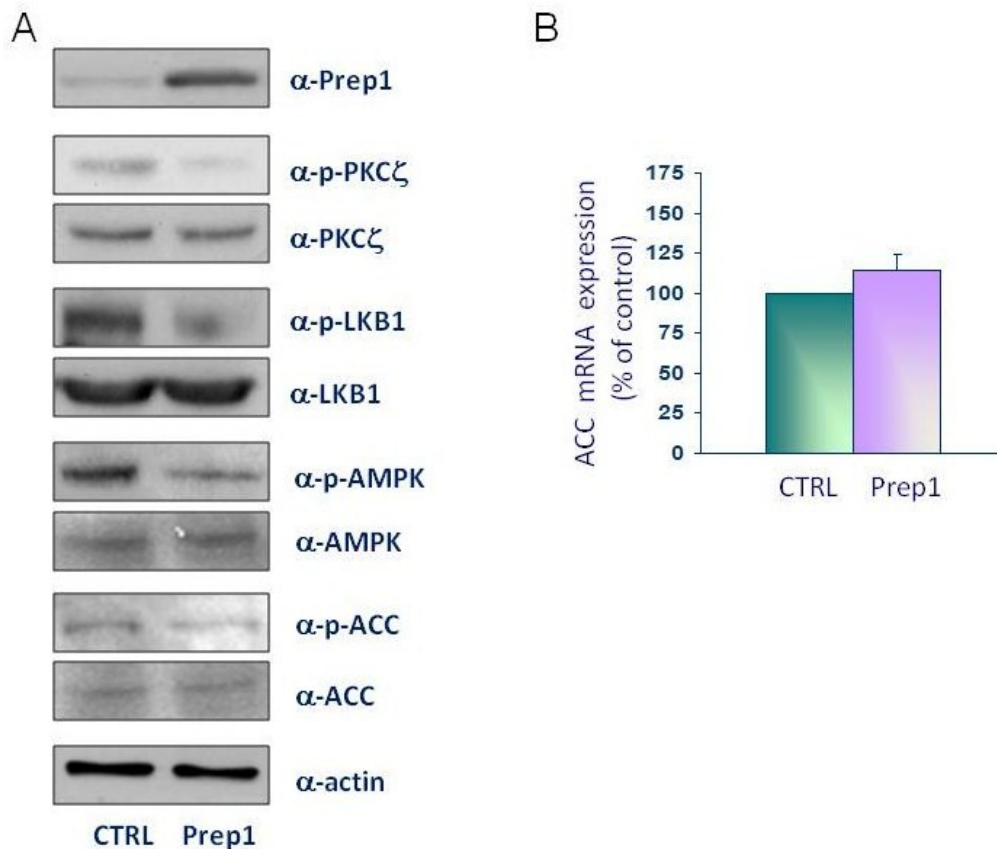 A
α-Prep1
α-p-PKCζ
α-PKCζ
α-p-LKB1
α-LKB1
α-p-AMPK
α-AMPK
α-p-ACC
α-ACC
α-actin
CTRL Prep1
B
ACC mRNA expression
(% of control)
175
150
125
100
75
50
25
0
CTRL Prep1